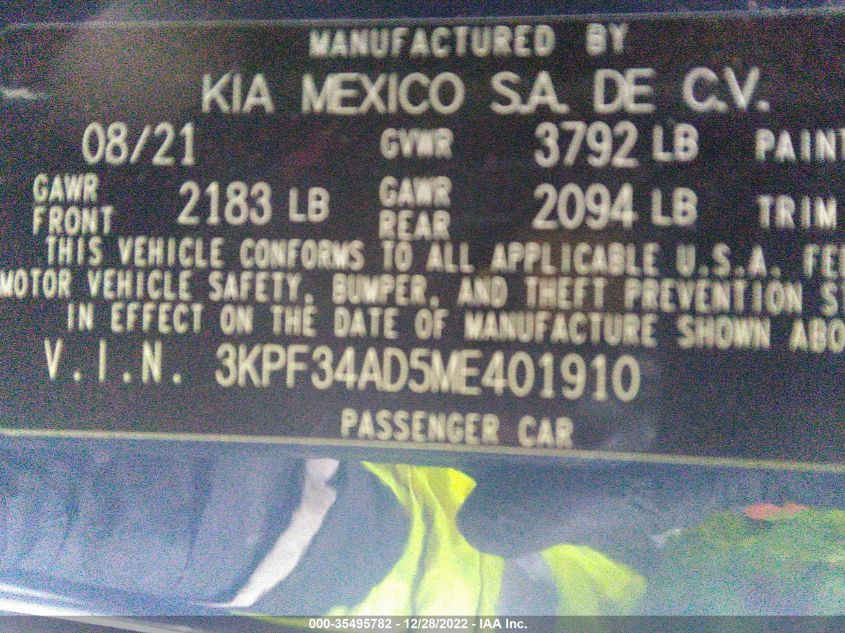 MANUFACTURED BY
KIA MEXICO S.A. DE C.V.
08/21 GVWR 3792 LB PAINT
GAWR FRONT 2183 LB GAWR REAR 2094 LB TRIM
THIS VEHICLE CONFORMS TO ALL APPLICABLE U.S.A. FE
MOTOR VEHICLE SAFETY, BUMPER, AND THEFT PREVENTION S
IN EFFECT ON THE DATE OF MANUFACTURE SHOWN ABO
V.I.N. 3KPF34AD5ME401910
PASSENGER CAR
000-35495782 - 12/28/2022 - IAA Inc.